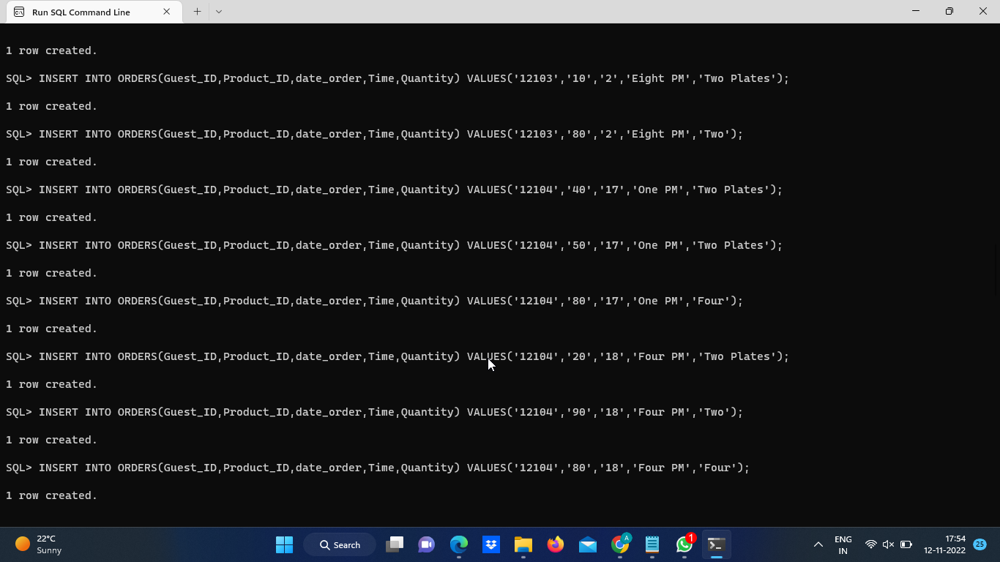 Run SQL Command Line
1 row created.
SQL> INSERT INTO ORDERS(Guest_ID,Product_ID,date_order,Time,Quantity) VALUES('12103','10','2','Eight PM','Two Plates');
1 row created.
SQL> INSERT INTO ORDERS(Guest_ID,Product_ID,date_order,Time,Quantity) VALUES('12103','80','2','Eight PM','Two');
1 row created.
SQL> INSERT INTO ORDERS(Guest_ID,Product_ID,date_order,Time,Quantity) VALUES('12104','40','17','One PM','Two Plates');
1 row created.
SQL> INSERT INTO ORDERS(Guest_ID,Product_ID,date_order,Time,Quantity) VALUES('12104','50','17','One PM','Two Plates');
1 row created.
SQL> INSERT INTO ORDERS(Guest_ID,Product_ID,date_order,Time,Quantity) VALUES('12104','80','17','One PM','Four');
1 row created.
SQL> INSERT INTO ORDERS(Guest_ID,Product_ID,date_order,Time,Quantity) VALUES('12104','20','18','Four PM','Two Plates');
1 row created.
SQL> INSERT INTO ORDERS(Guest_ID,Product_ID,date_order,Time,Quantity) VALUES('12104','90','18','Four PM','Two');
1 row created.
SQL> INSERT INTO ORDERS(Guest_ID,Product_ID,date_order,Time,Quantity) VALUES('12104','80','18','Four PM','Four');
1 row created.
22°C
Sunny
Search
A
1
ENG
IN
17:54
12-11-2022
25